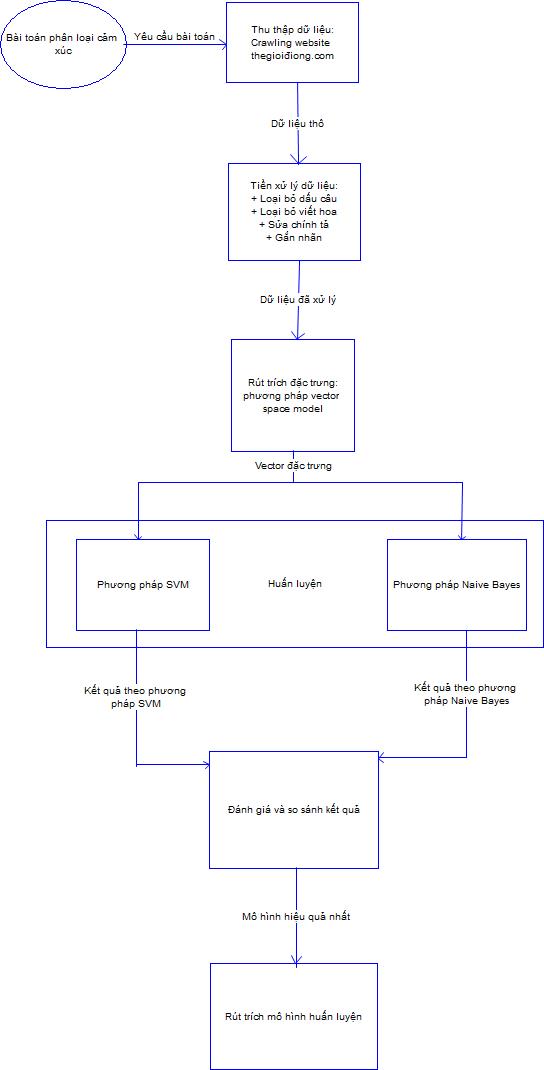 Bài toán phân loại cảm
xúc
Yêu cầu bài toán
Thu thập dữ liệu:
Crawling website
thegioiđiong.com
Dữ liệu thô
Tiền xử lý dữ liệu:
+ Loại bỏ dấu câu
+ Loại bỏ viết hoa
+ Sửa chính tả
+ Gắn nhãn
Dữ liệu đã xử lý
Rút trích đặc trưng:
phương pháp vector
space model
Vector đặc trưng
Phương pháp SVM
Huấn luyện
Phương pháp Naive Bayes
Kết quả theo phương
pháp SVM
Kết quả theo phương
pháp Naive Bayes
Đánh giá và so sánh kết quả
Mô hình hiệu quả nhất
Rút trích mô hình huấn luyện